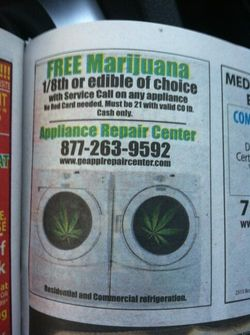 FREE Marijuana
1/8th or edible of choice
with Service Call on any appliance
No Red Card needed. Must be 21 with valid CO ID.
Cash only.
Appliance Repair Center
877-263-9592
www.geapplrepaircenter.com
Residential and Commercial refrigeration.
MED
COM
D
Certi
7